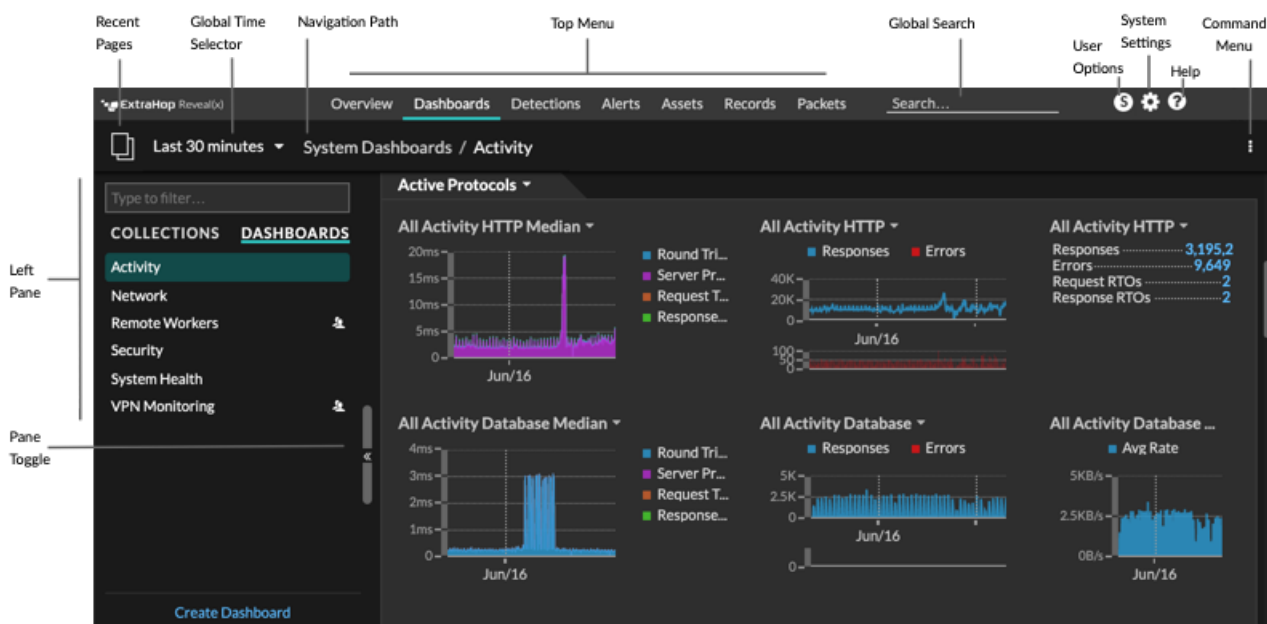 Recent
Pages
Global Time
Selector
Navigation Path
Top Menu
Global Search
User
Options
System
Settings
Help
Command
Menu
ExtraHop Reveal(x)
Overview Dashboards Detections Alerts Assets Records Packets
Search...
S
?
Last 30 minutes
System Dashboards / Activity
Left
Pane
Pane
Toggle
Type to filter...
COLLECTIONS DASHBOARDS
Activity
Network
Remote Workers
Security
System Health
VPN Monitoring
«
Create Dashboard
Active Protocols
All Activity HTTP Median
20ms
15ms
10ms
5ms
0
Jun/16
Round Tri...
Server Pr...
Request T...
Response...
All Activity HTTP
Responses Errors
40K
20K
0
Jun/16
100
50
0
All Activity HTTP
Responses 3,195,2
Errors 9,649
Request RTOs 2
Response RTOs 2
All Activity Database Median
4ms
3ms
2ms
1ms
0
Jun/16
Round Tri...
Server Pr...
Request T...
Response...
All Activity Database
Responses Errors
5K
2.5K
0
Jun/16
0
All Activity Database ...
Avg Rate
5KB/s
2.5KB/s
0B/s
Jun/16